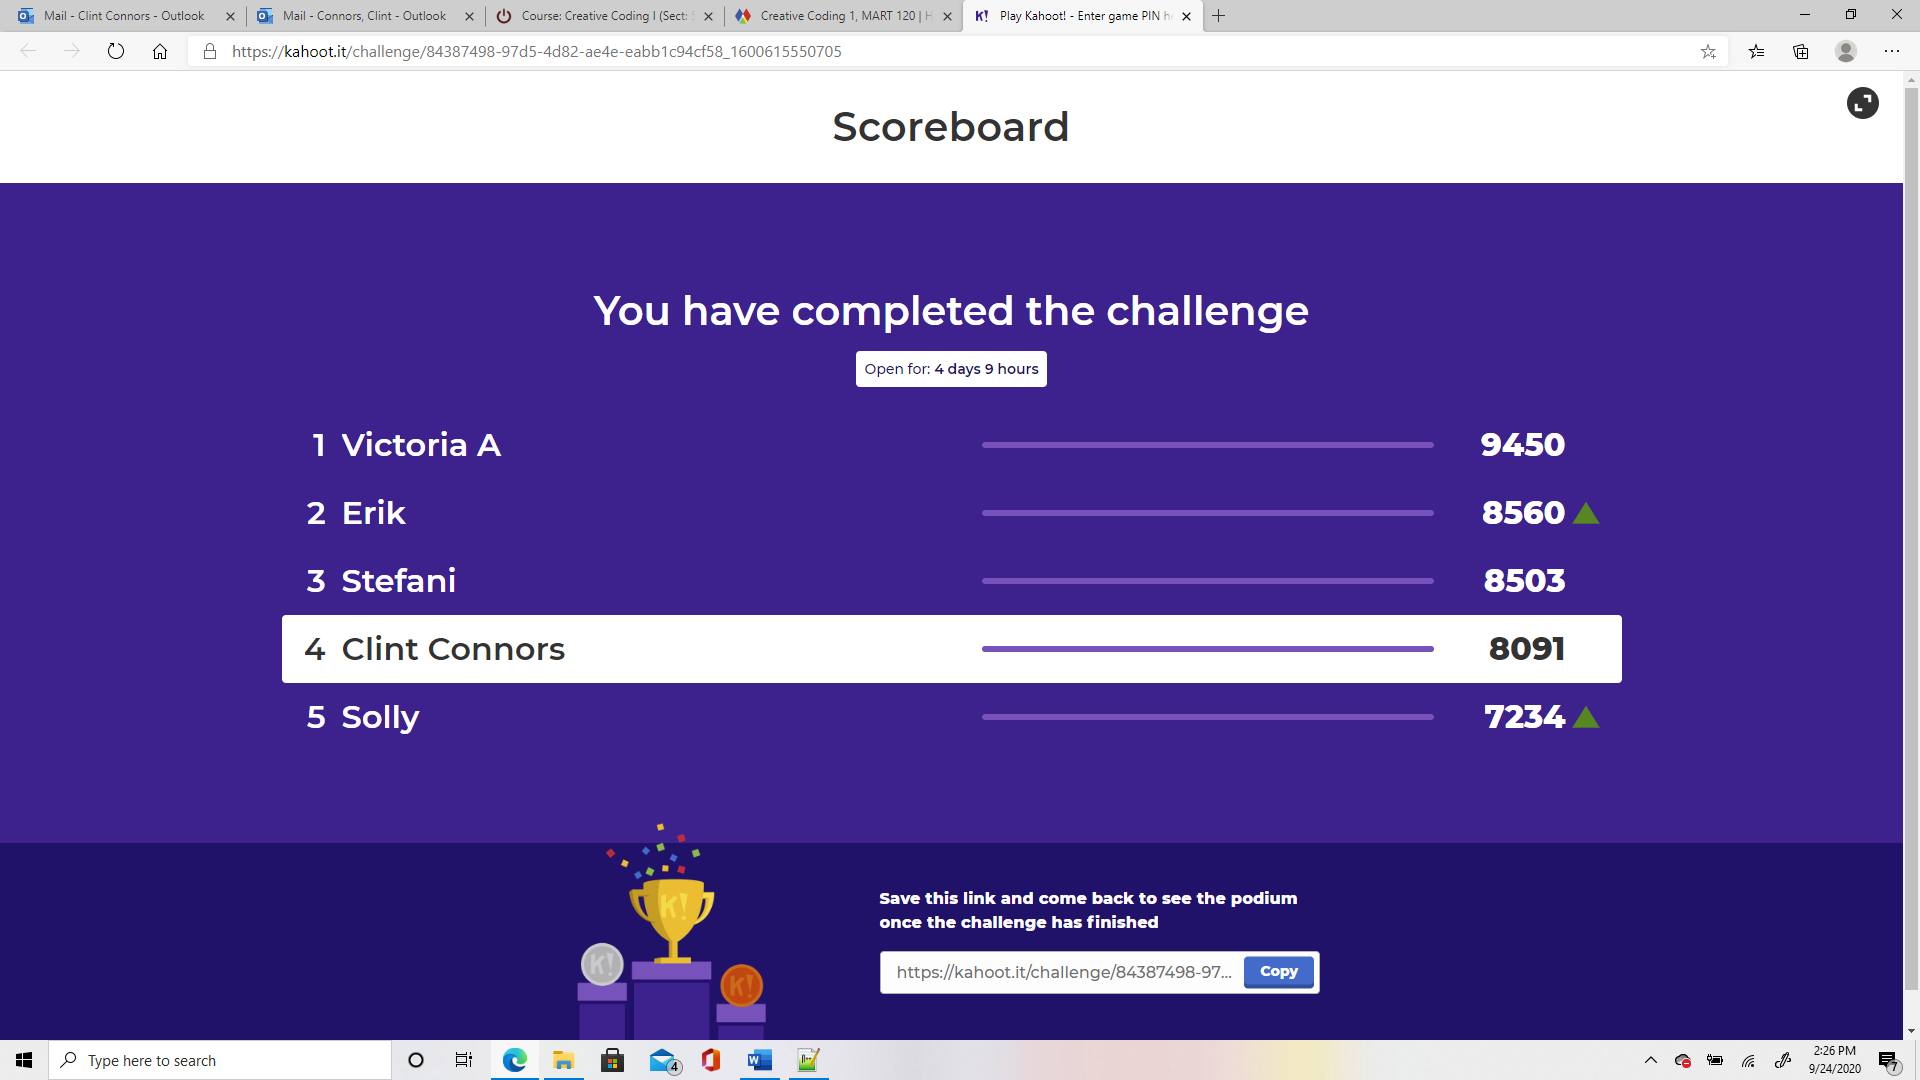 Mail - Clint Connors - Outlook
Mail - Connors, Clint - Outlook
Course: Creative Coding I (Sect:
Creative Coding 1, MART 120 | H
Play Kahoot! - Enter game PIN h
https://kahoot.it/challenge/84387498-97d5-4d82-ae4e-eabb1c94cf58_1600615550705
Scoreboard
You have completed the challenge
Open for: 4 days 9 hours
1 Victoria A 9450
2 Erik 8560
3 Stefani 8503
4 Clint Connors 8091
5 Solly 7234
Save this link and come back to see the podium
once the challenge has finished
https://kahoot.it/challenge/84387498-97... Copy
K!
K!
K!
Type here to search
4
2:26 PM
9/24/2020
7